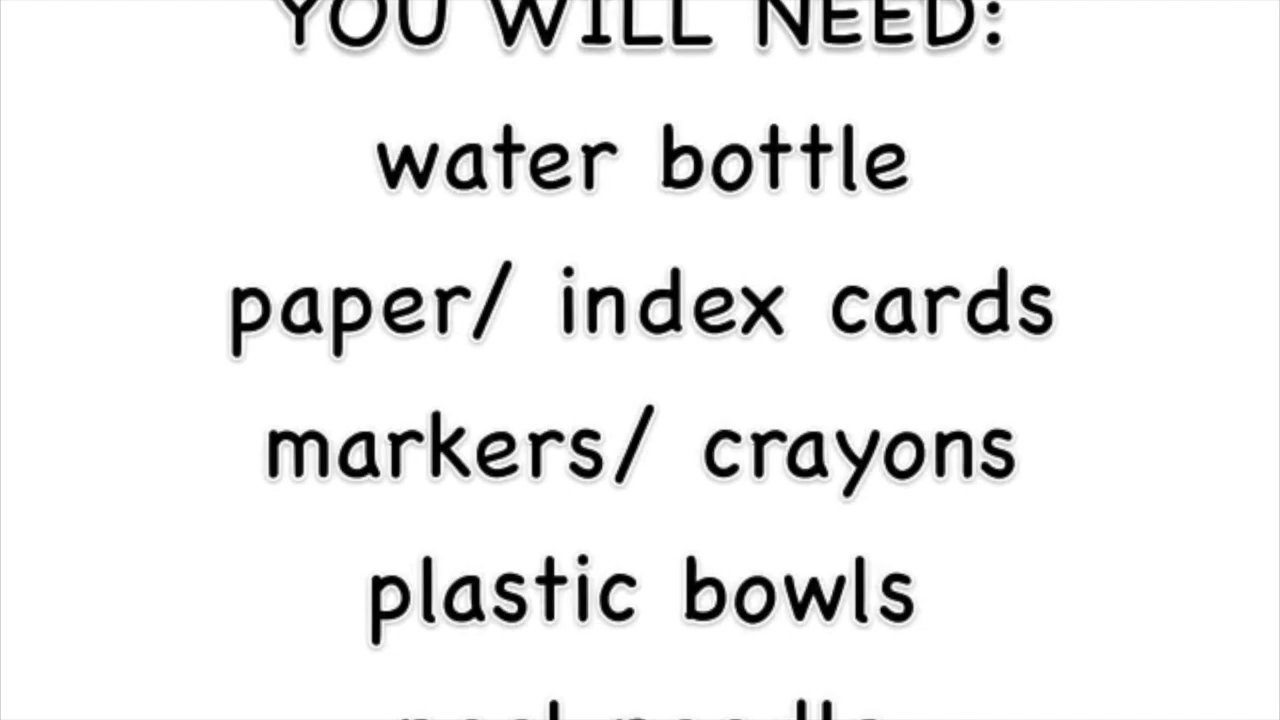 YOU WILL NEED:
water bottle
paper/ index cards
markers/ crayons
plastic bowls